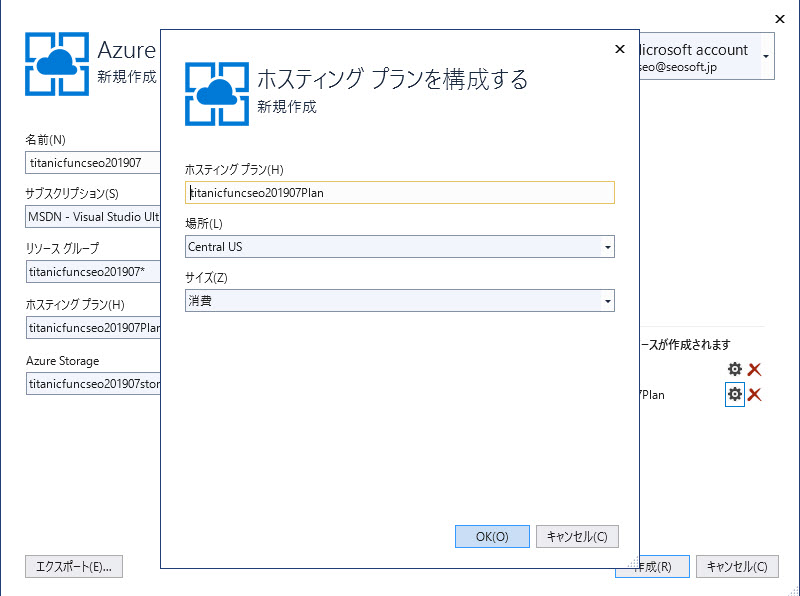 Azure
新規作成
Microsoft account
seo@seosoft.jp
名前(N)
titanicfuncseo201907
サブスクリプション(S)
MSDN - Visual Studio Ult
リソース グループ
titanicfuncseo201907*
ホスティング プラン(H)
titanicfuncseo201907Plan
Azure Storage
titanicfuncseo201907stor
ホスティング プランを構成する
新規作成
ホスティング プラン(H)
titanicfuncseo201907Plan
場所(L)
Central US
サイズ(Z)
消費
OK(O)
キャンセル(C)
ースが作成されます
7Plan
エクスポート(E)...
作成(R)
キャンセル(C)